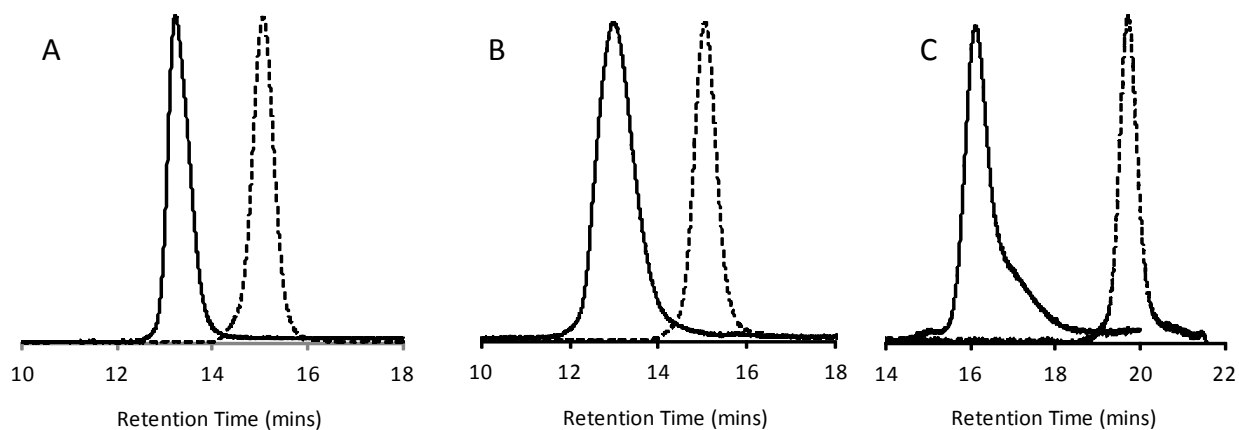 A
B
C
10 12 14 16 18
10 12 14 16 18
14 16 18 20 22
Retention Time (mins)
Retention Time (mins)
Retention Time (mins)